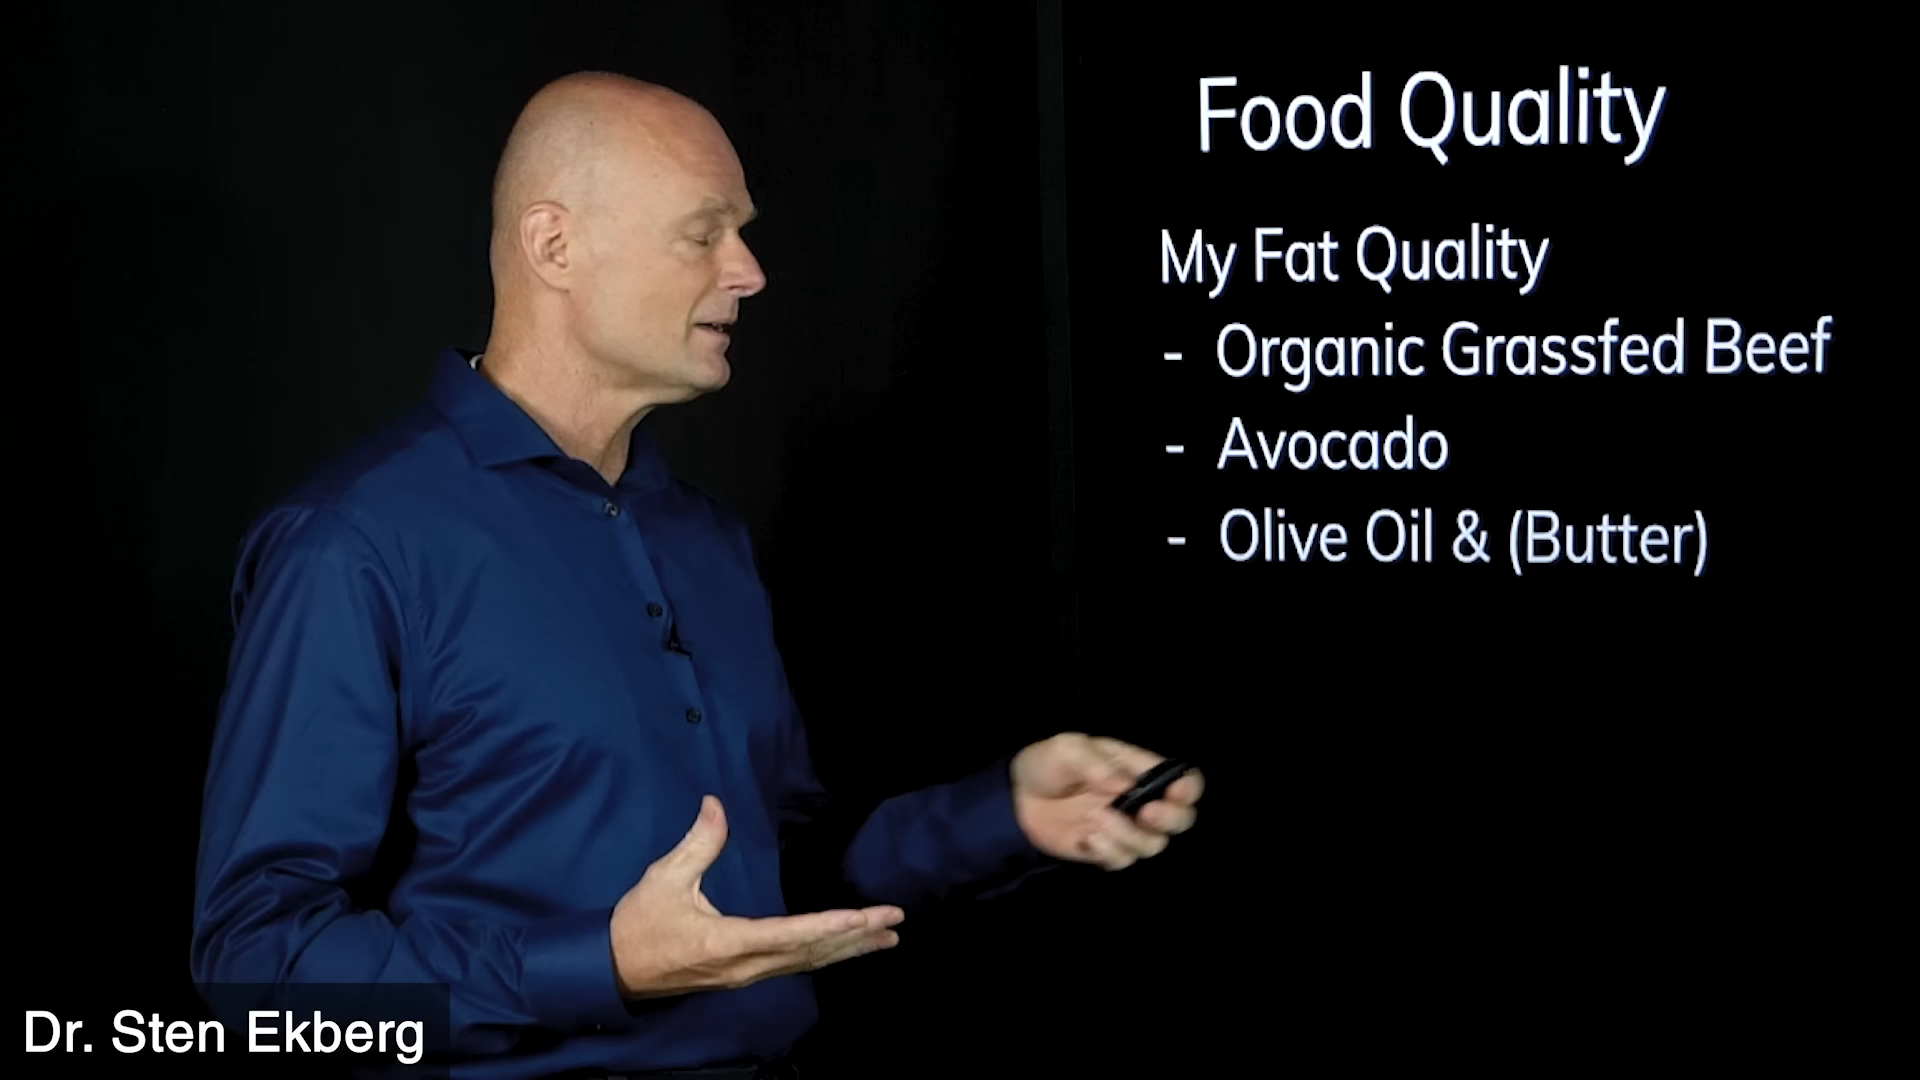 Food Quality
My Fat Quality
- Organic Grassfed Beef
- Avocado
- Olive Oil & (Butter)
Dr. Sten Ekberg